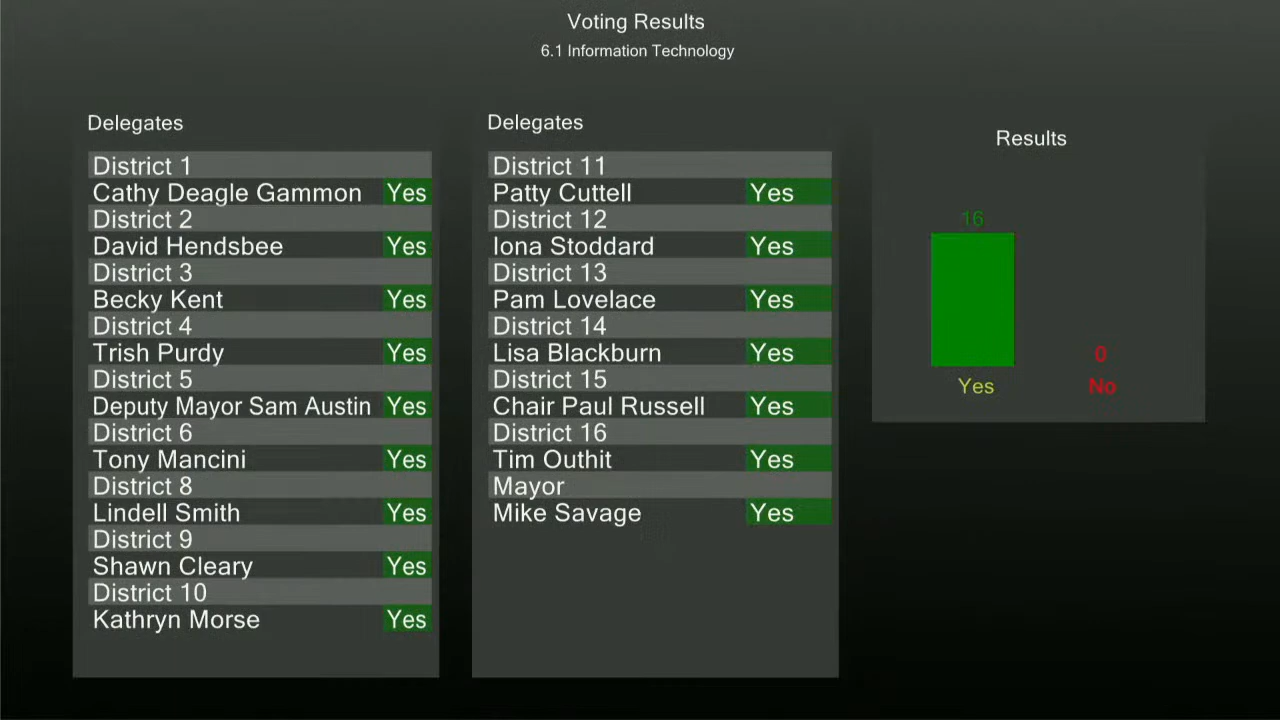 Voting Results
6.1 Information Technology
Delegates
District 1
Cathy Deagle Gammon Yes
District 2
David Hendsbee Yes
District 3
Becky Kent Yes
District 4
Trish Purdy Yes
District 5
Deputy Mayor Sam Austin Yes
District 6
Tony Mancini Yes
District 8
Lindell Smith Yes
District 9
Shawn Cleary Yes
District 10
Kathryn Morse Yes
Delegates
District 11
Patty Cuttell Yes
District 12
Iona Stoddard Yes
District 13
Pam Lovelace Yes
District 14
Lisa Blackburn Yes
District 15
Chair Paul Russell Yes
District 16
Tim Outhit Yes
Mayor
Mike Savage Yes
Results
16
0
Yes No